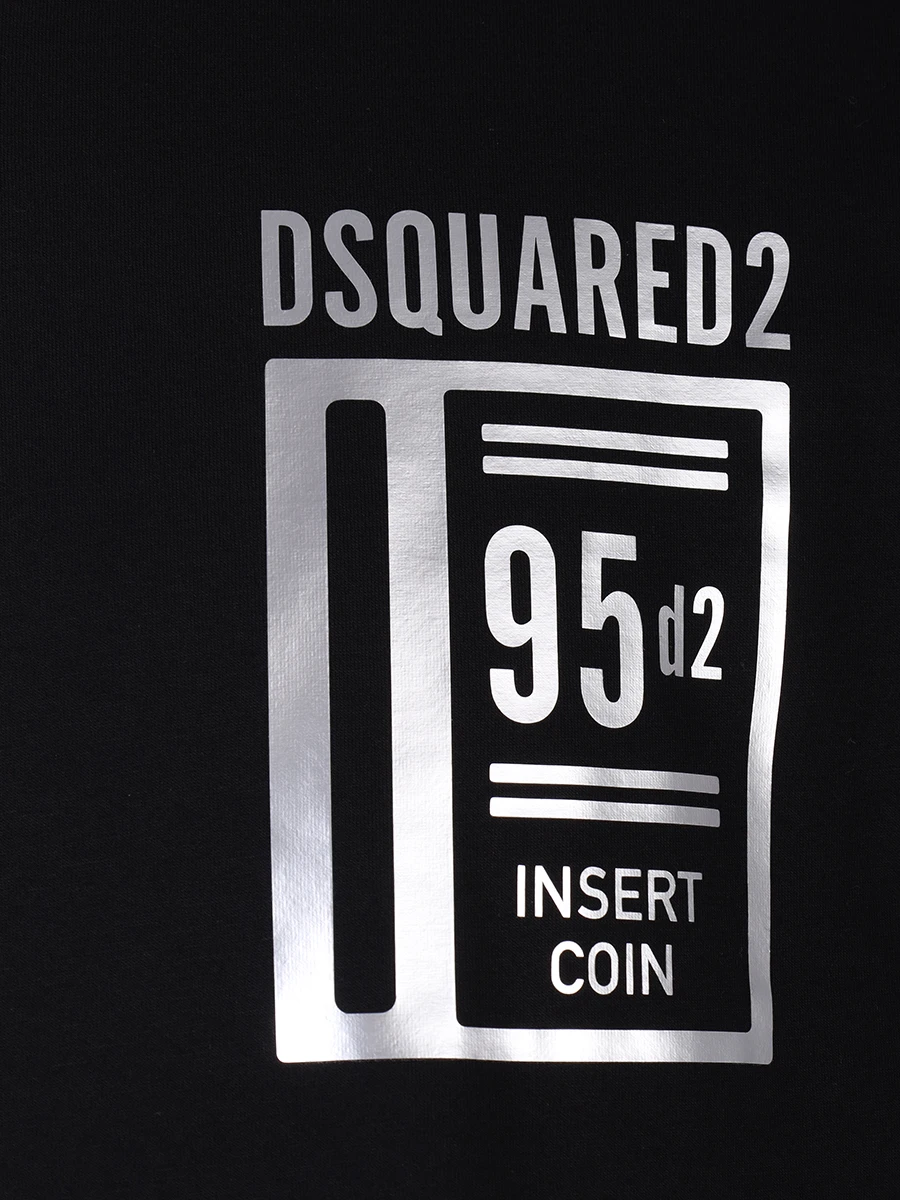 DSQUARED2
95d2
INSERT
COIN